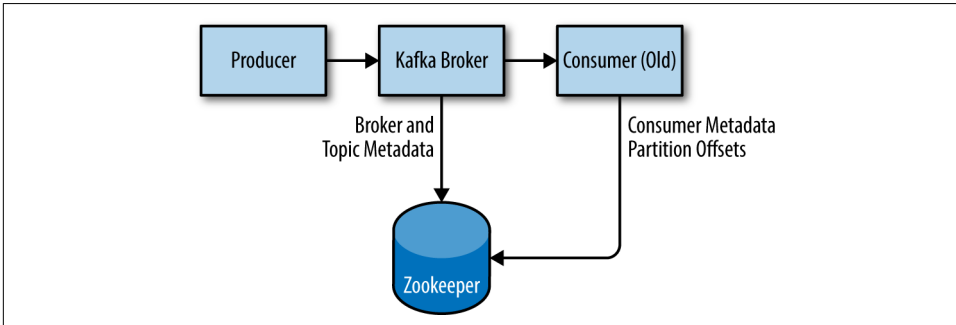 Producer
Kafka Broker
Consumer (Old)
Broker and
Topic Metadata
Consumer Metadata
Partition Offsets
Zookeeper